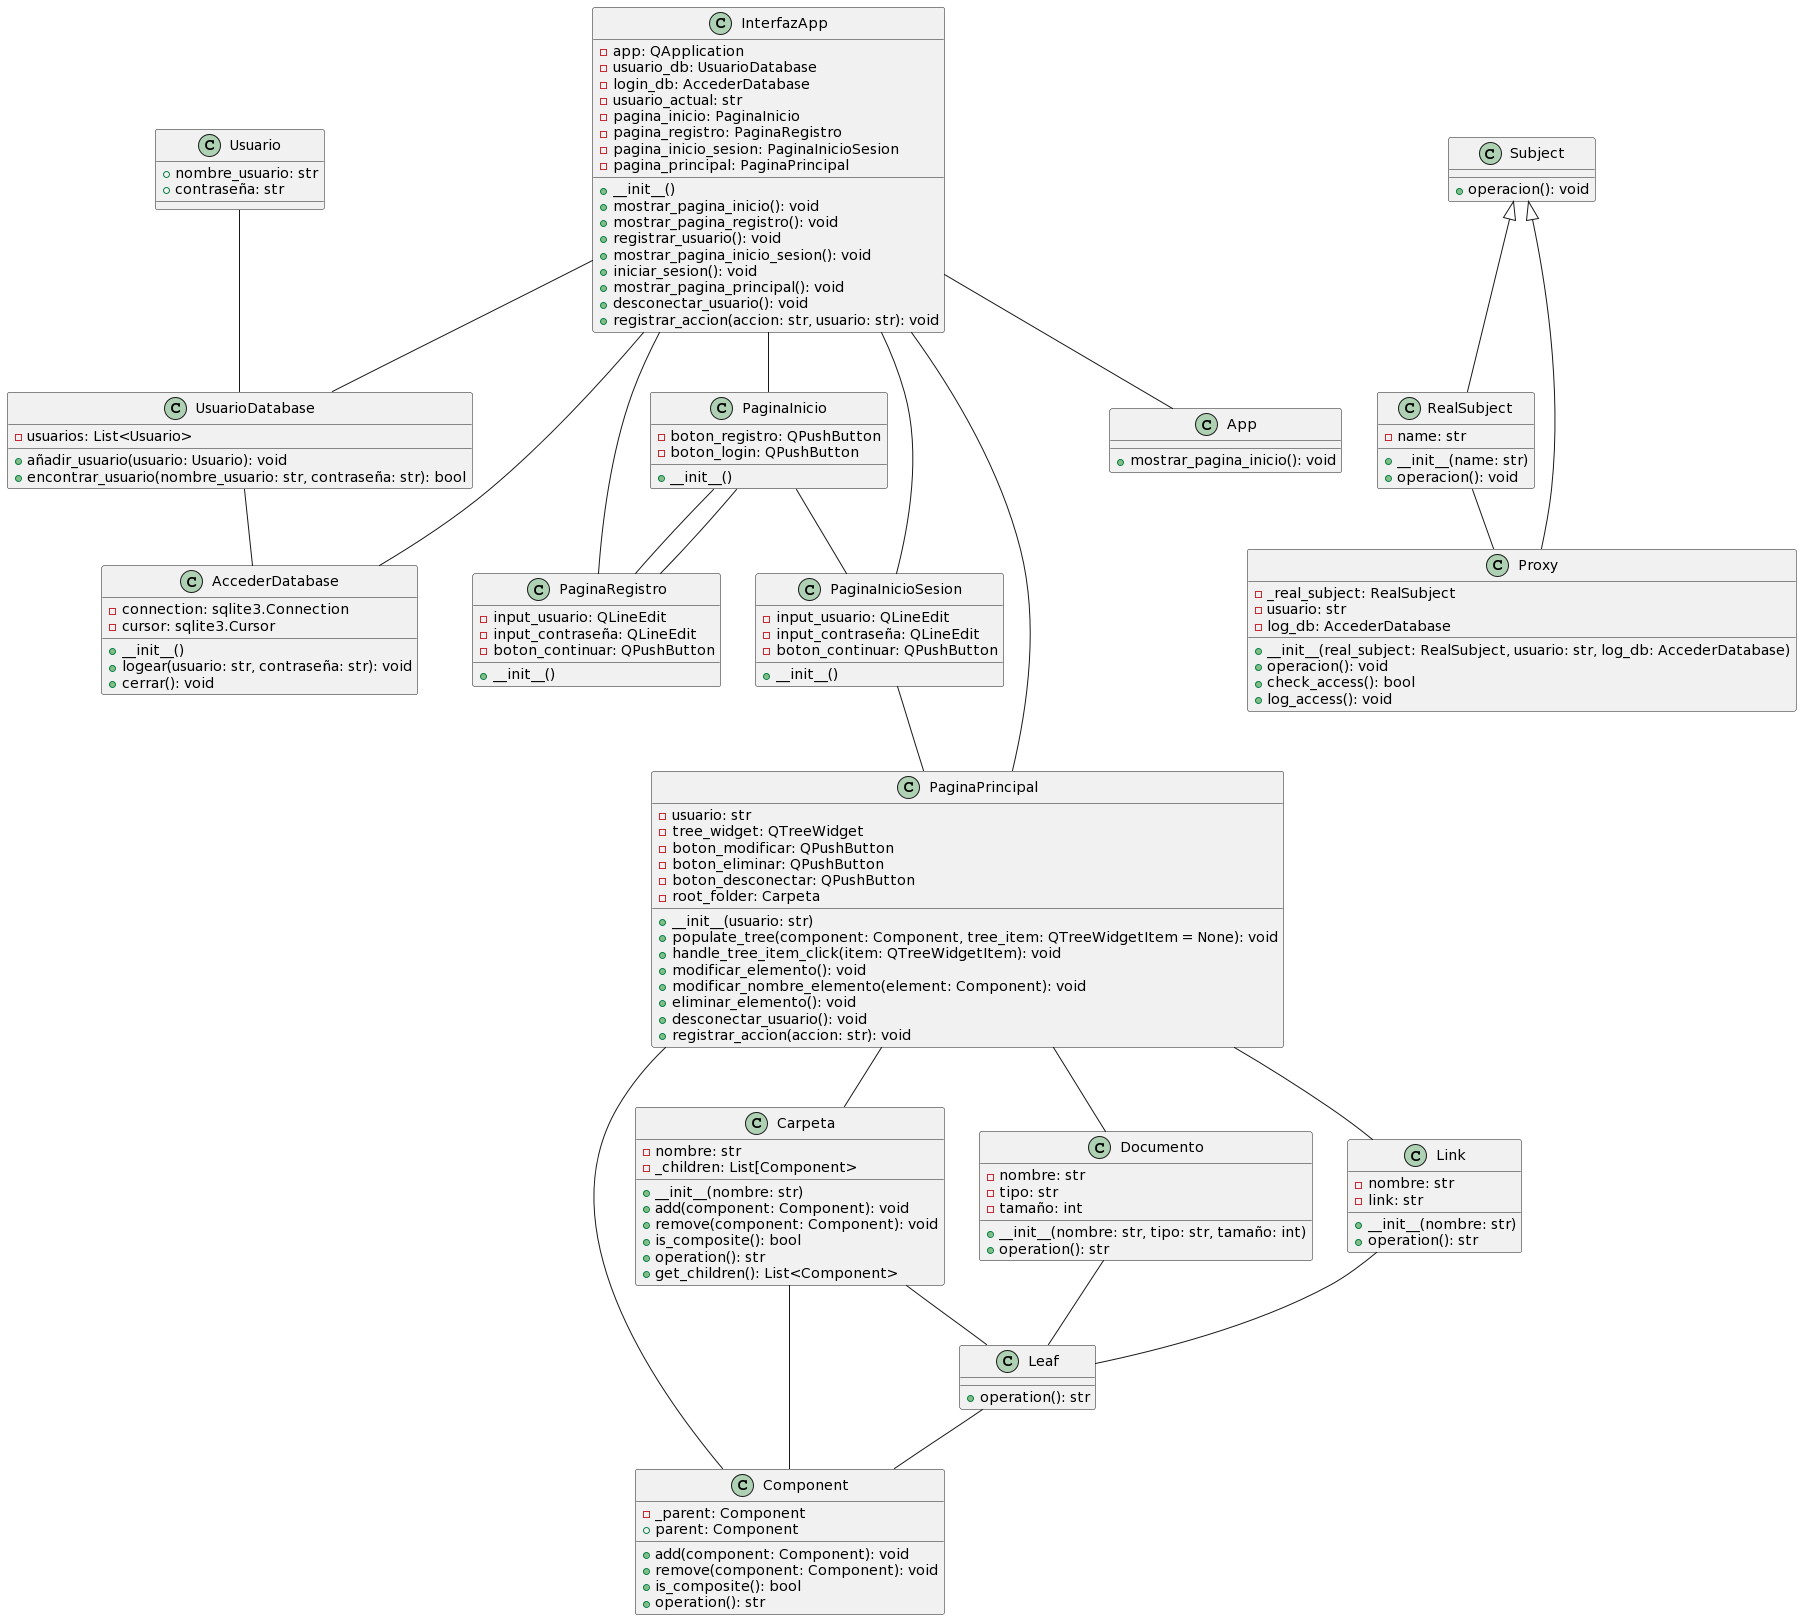 InterfazApp
app: QApplication
usuario_db: UsuarioDatabase
login_db: AccederDatabase
usuario_actual: str
pagina_inicio: PaginaInicio
pagina_registro: PaginaRegistro
pagina_inicio_sesion: PaginaInicioSesion
pagina_principal: PaginaPrincipal
__init__()
mostrar_pagina_inicio(): void
mostrar_pagina_registro(): void
registrar_usuario(): void
mostrar_pagina_inicio_sesion(): void
iniciar_sesion(): void
mostrar_pagina_principal(): void
desconectar_usuario(): void
registrar_accion(accion: str, usuario: str): void
Usuario
nombre_usuario: str
contraseña: str
Subject
operacion(): void
UsuarioDatabase
usuarios: List<Usuario>
añadir_usuario(usuario: Usuario): void
encontrar_usuario(nombre_usuario: str, contraseña: str): bool
PaginaInicio
boton_registro: QPushButton
boton_login: QPushButton
__init__()
App
mostrar_pagina_inicio(): void
RealSubject
name: str
__init__(name: str)
operacion(): void
AccederDatabase
connection: sqlite3.Connection
cursor: sqlite3.Cursor
__init__()
logear(usuario: str, contraseña: str): void
cerrar(): void
PaginaRegistro
input_usuario: QLineEdit
input_contraseña: QLineEdit
boton_continuar: QPushButton
__init__()
PaginaInicioSesion
input_usuario: QLineEdit
input_contraseña: QLineEdit
boton_continuar: QPushButton
__init__()
Proxy
_real_subject: RealSubject
usuario: str
log_db: AccederDatabase
__init__(real_subject: RealSubject, usuario: str, log_db: AccederDatabase)
operacion(): void
check_access(): bool
log_access(): void
PaginaPrincipal
usuario: str
tree_widget: QTreeWidget
boton_modificar: QPushButton
boton_eliminar: QPushButton
boton_desconectar: QPushButton
root_folder: Carpeta
__init__(usuario: str)
populate_tree(component: Component, tree_item: QTreeWidgetItem = None): void
handle_tree_item_click(item: QTreeWidgetItem): void
modificar_elemento(): void
modificar_nombre_elemento(element: Component): void
eliminar_elemento(): void
desconectar_usuario(): void
registrar_accion(accion: str): void
Carpeta
nombre: str
_children: List[Component>
__init__(nombre: str)
add(component: Component): void
remove(component: Component): void
is_composite(): bool
operation(): str
get_children(): List<Component>
Documento
nombre: str
tipo: str
tamaño: int
__init__(nombre: str, tipo: str, tamaño: int)
operation(): str
Link
nombre: str
link: str
__init__(nombre: str)
operation(): str
Leaf
operation(): str
Component
_parent: Component
parent: Component
add(component: Component): void
remove(component: Component): void
is_composite(): bool
operation(): str